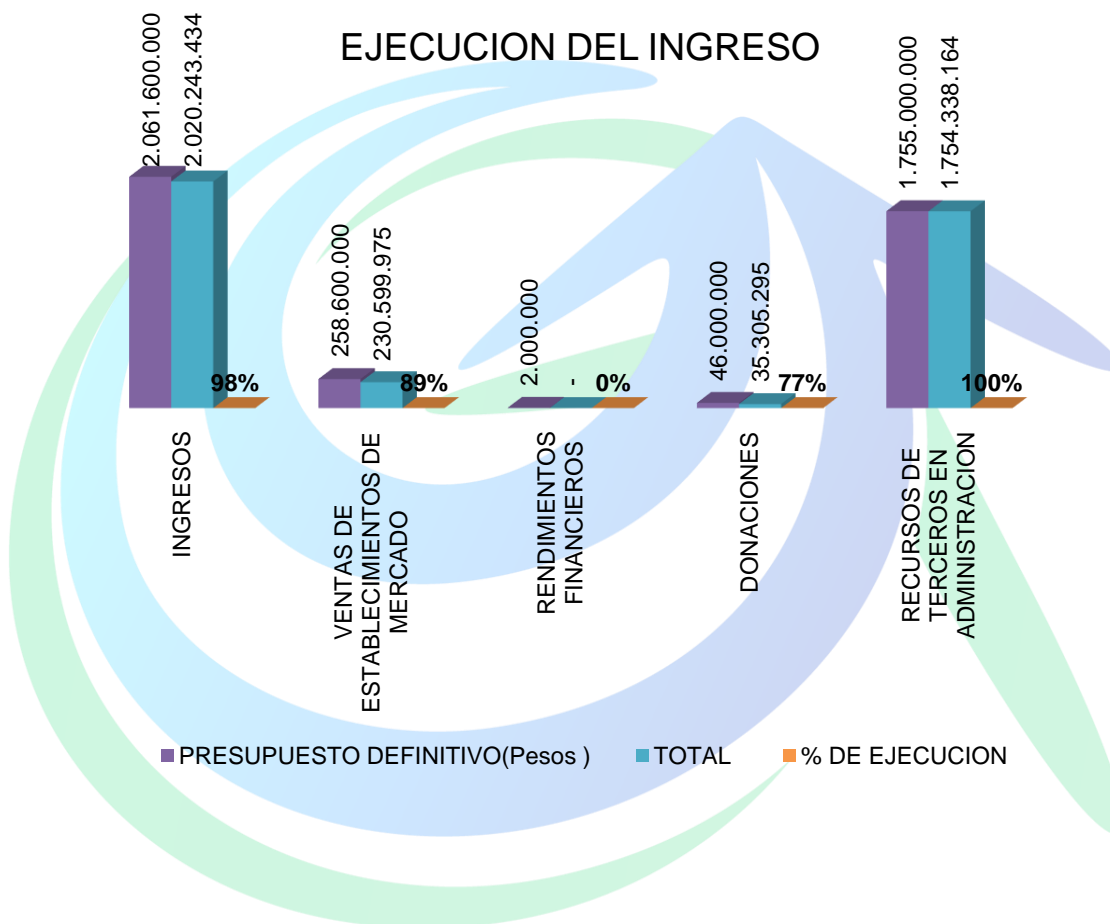 EJECUCION DEL INGRESO
2.061.600.000
2.020.243.434
98%
258.600.000
230.599.975
89%
2.000.000
-
0%
46.000.000
35.305.295
77%
1.755.000.000
1.754.338.164
100%
INGRESOS
VENTAS DE
ESTABLECIMIENTOS DE
MERCADO
RENDIMIENTOS
FINANCIEROS
DONACIONES
RECURSOS DE
TERCEROS EN
ADMINISTRACION
PRESUPUESTO DEFINITIVO(Pesos )
TOTAL
% DE EJECUCION